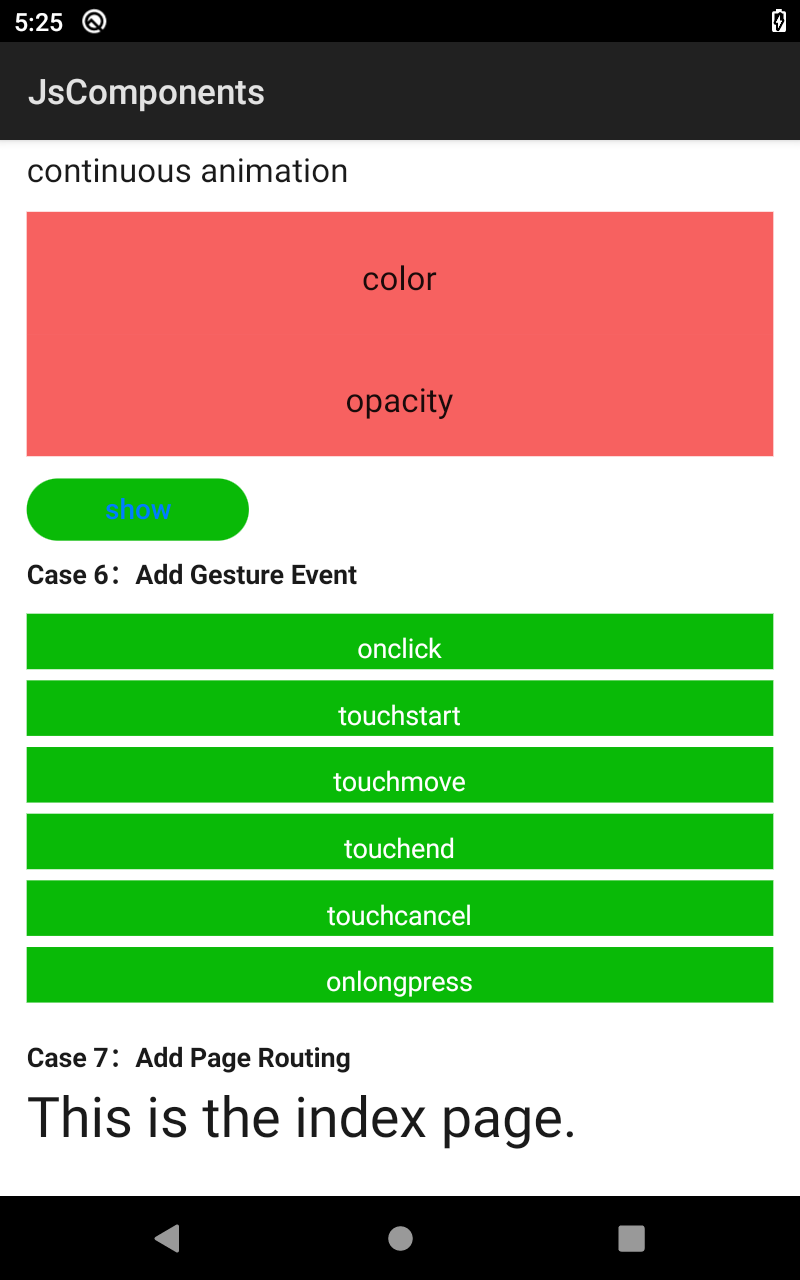 5:25
JsComponents
continuous animation
color
opacity
show
Case 6：Add Gesture Event
onclick
touchstart
touchmove
touchend
touchcancel
onlongpress
Case 7：Add Page Routing
This is the index page.